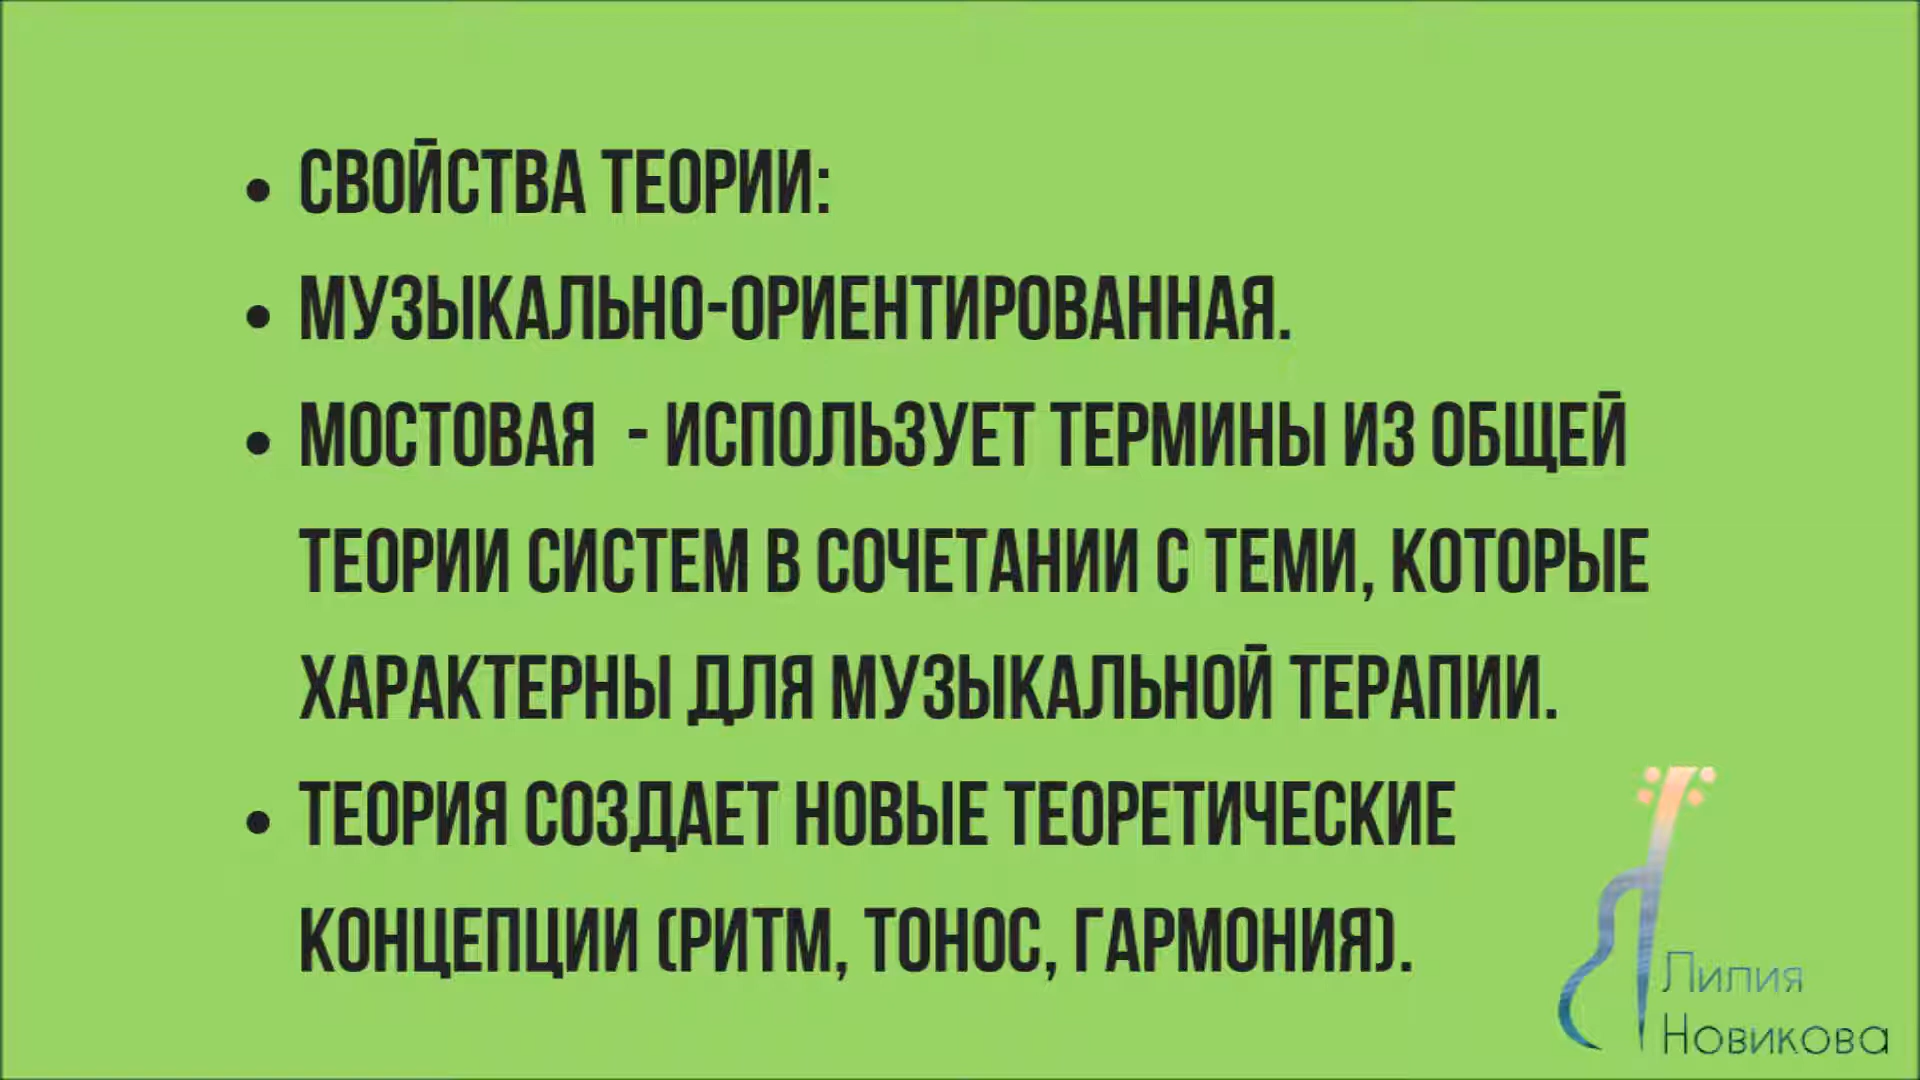 • СВОЙСТВА ТЕОРИИ:
• МУЗЫКАЛЬНО-ОРИЕНТИРОВАННАЯ.
• МОСТОВАЯ - ИСПОЛЬЗУЕТ ТЕРМИНЫ ИЗ ОБЩЕЙ
ТЕОРИИ СИСТЕМ В СОЧЕТАНИИ С ТЕМИ, КОТОРЫЕ
ХАРАКТЕРНЫ ДЛЯ МУЗЫКАЛЬНОЙ ТЕРАПИИ.
• ТЕОРИЯ СОЗДАЕТ НОВЫЕ ТЕОРЕТИЧЕСКИЕ
КОНЦЕПЦИИ (РИТМ, ТОНОС, ГАРМОНИЯ).
Лилия
Новикова